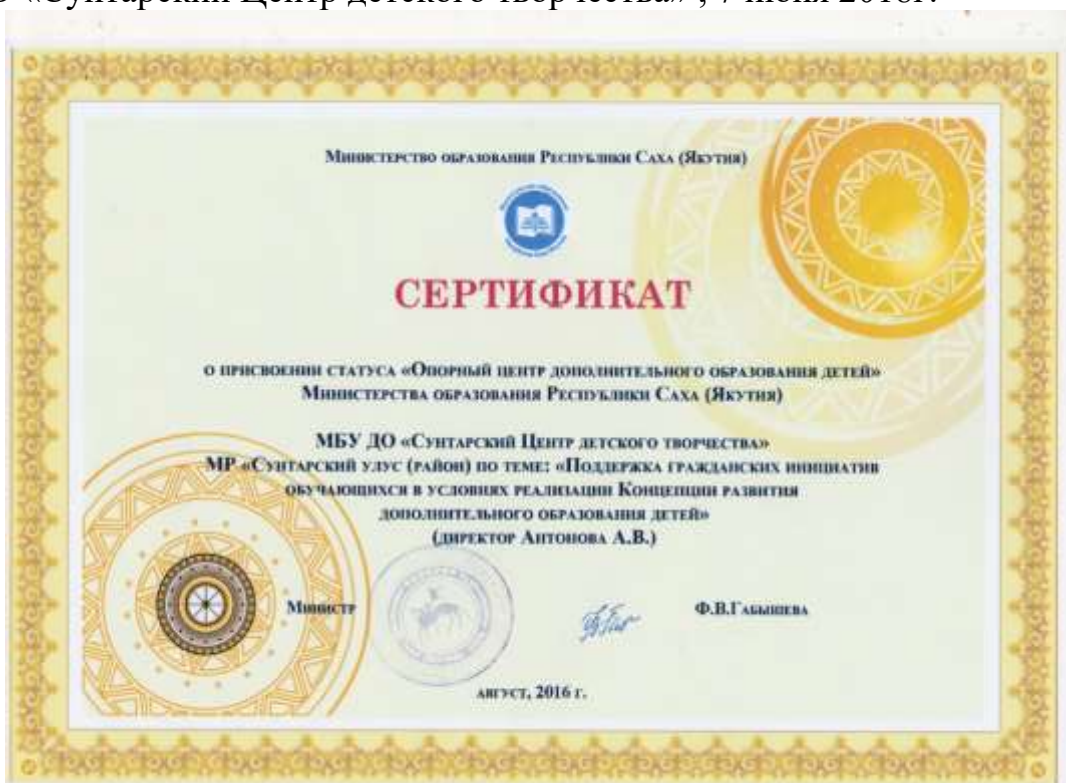 «Сунтарский Центр детского творчества» , 7 июня 2018г.
Министерство образования Республики Саха (Якутия)
СЕРТИФИКАТ
о присвоении статуса «Опорный центр дополнительного образования детей»
Министерства образования Республики Саха (Якутия)
МБУ ДО «Сунтарский Центр детского творчества»
МР «Сунтарский улус (район) по теме: «Поддержка гражданских инициатив
обучающихся в условиях реализации Концепции развития
дополнительного образования детей»
(директор Антонова А.В.)
Министр
Ф.В.Габышева
август, 2016 г.